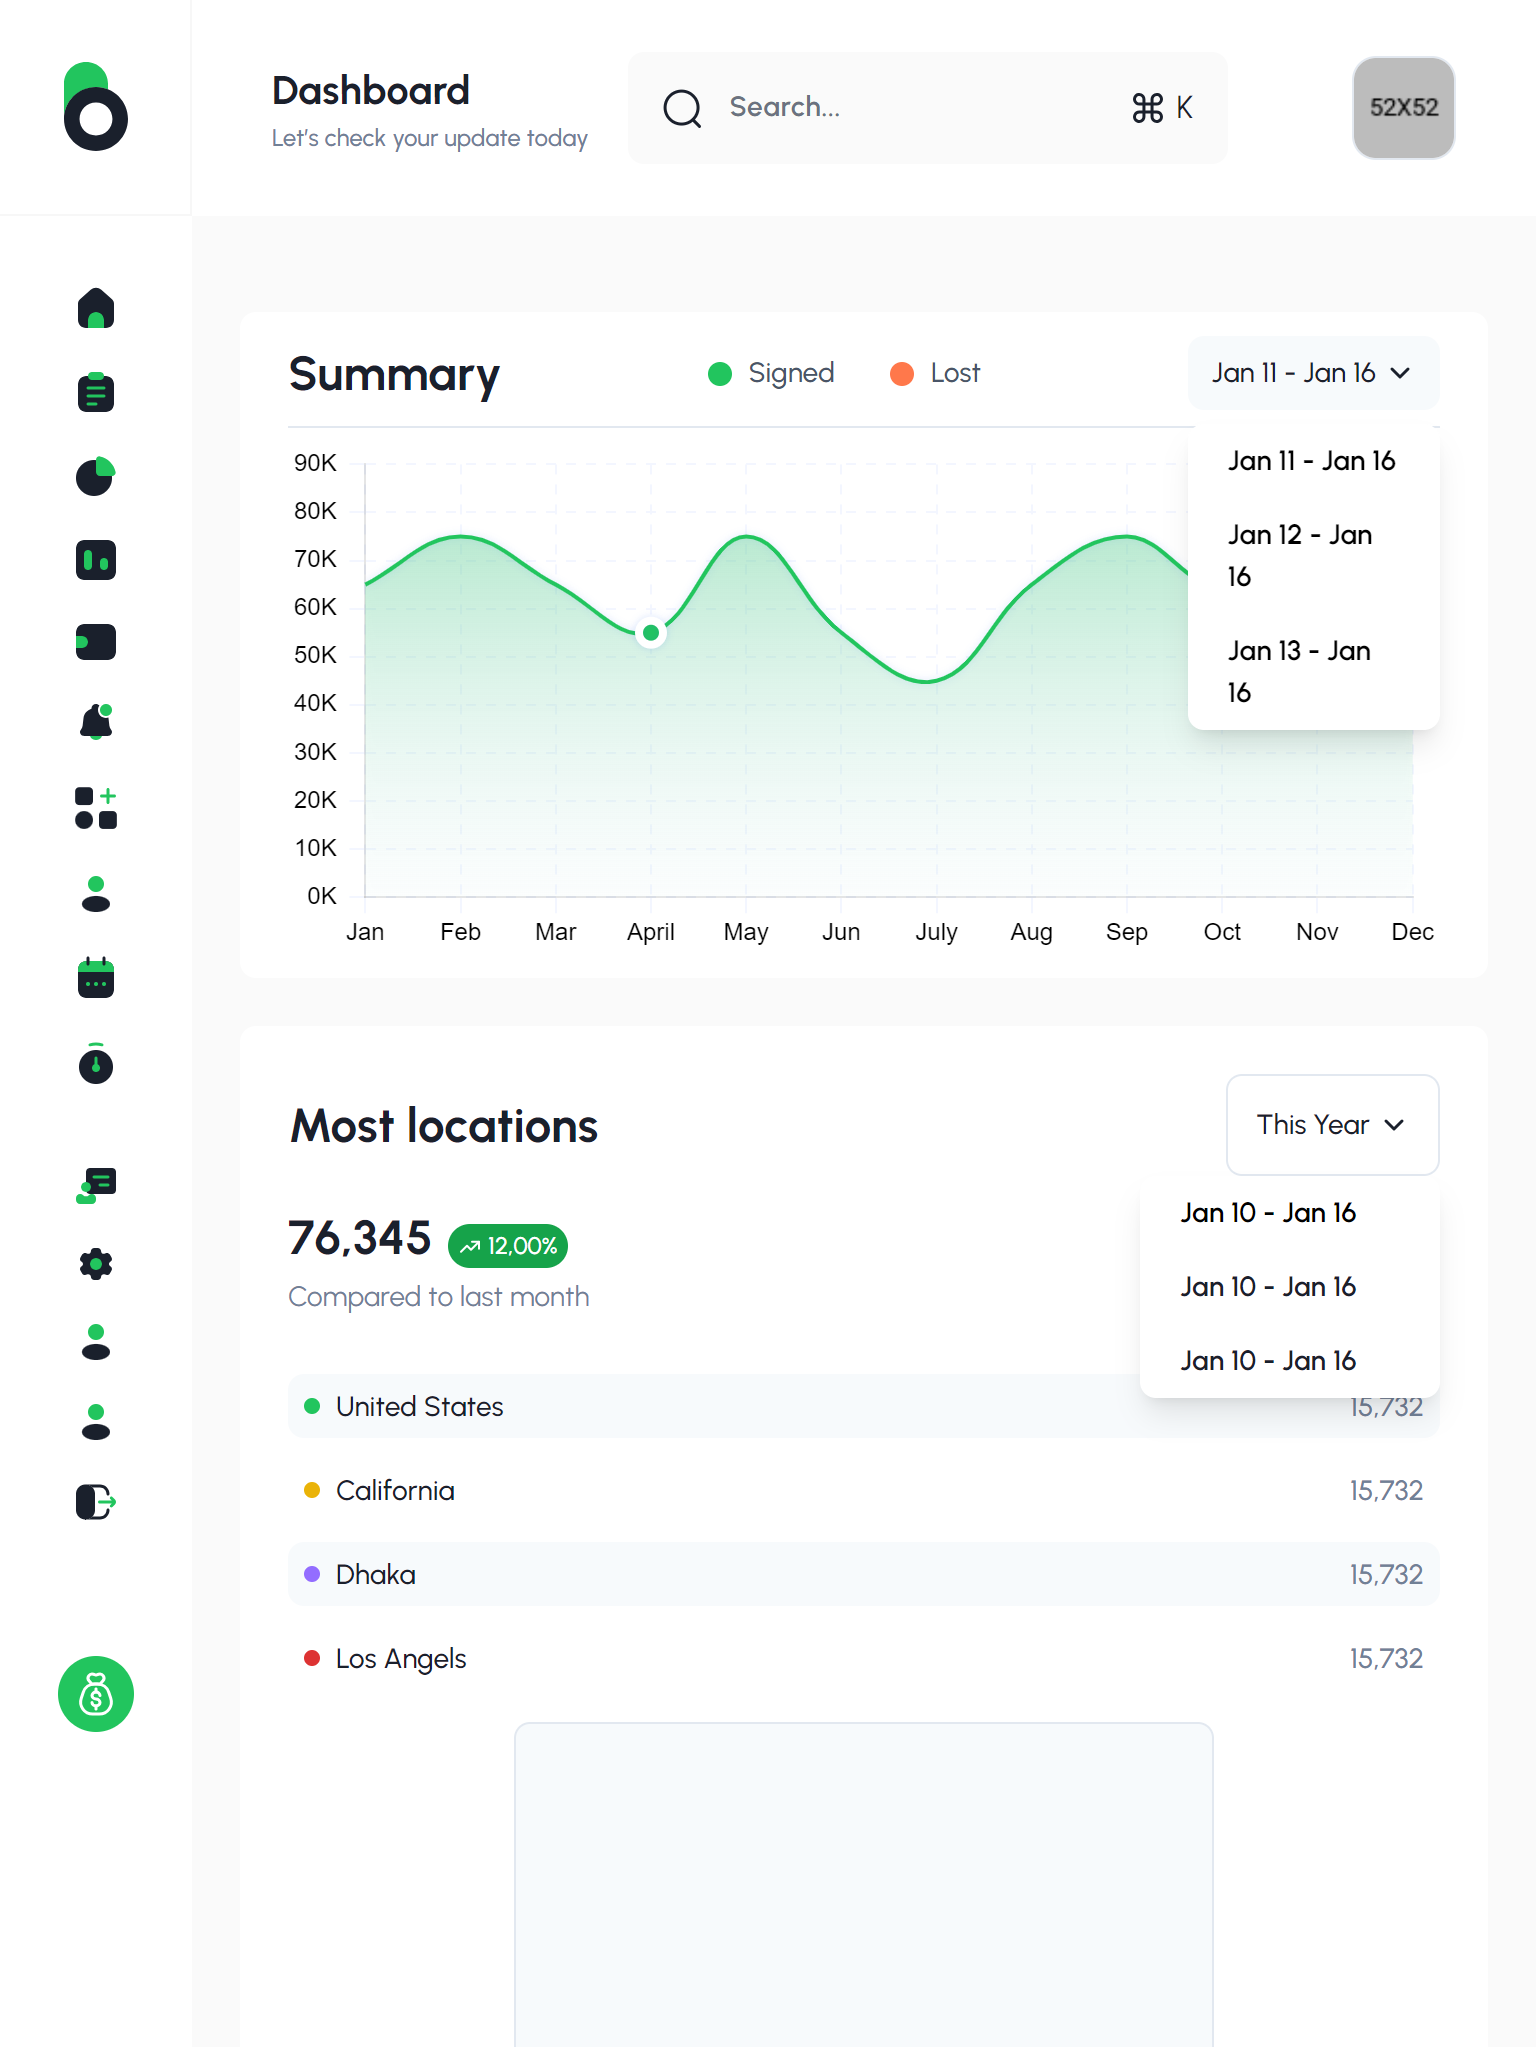 Dashboard
Let's check your update today
Search...
⌘ K
52X52
Summary
Signed
Lost
Jan 11 - Jan 16
Jan 11 - Jan 16
Jan 12 - Jan
16
Jan 13 - Jan
16
90K
80K
70K
60K
50K
40K
30K
20K
10K
0K
Jan Feb Mar April May Jun July Aug Sep Oct Nov Dec
Most locations
This Year
Jan 10 - Jan 16
Jan 10 - Jan 16
Jan 10 - Jan 16
76,345
12,00%
Compared to last month
United States 15,732
California 15,732
Dhaka 15,732
Los Angels 15,732
$